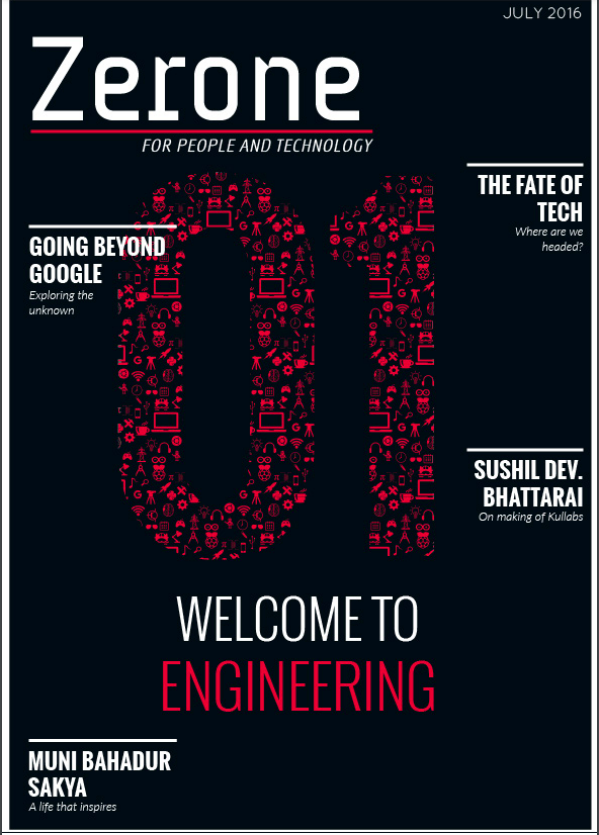 JULY 2016
Zerone
FOR PEOPLE AND TECHNOLOGY
THE FATE OF
TECH
Where are we
headed?
GOING BEYOND
GOOGLE
Exploring the
unknown
01
SUSHIL DEV.
BHATTARAI
On making of Kullabs
WELCOME TO
ENGINEERING
MUNI BAHADUR
SAKYA
A life that inspires